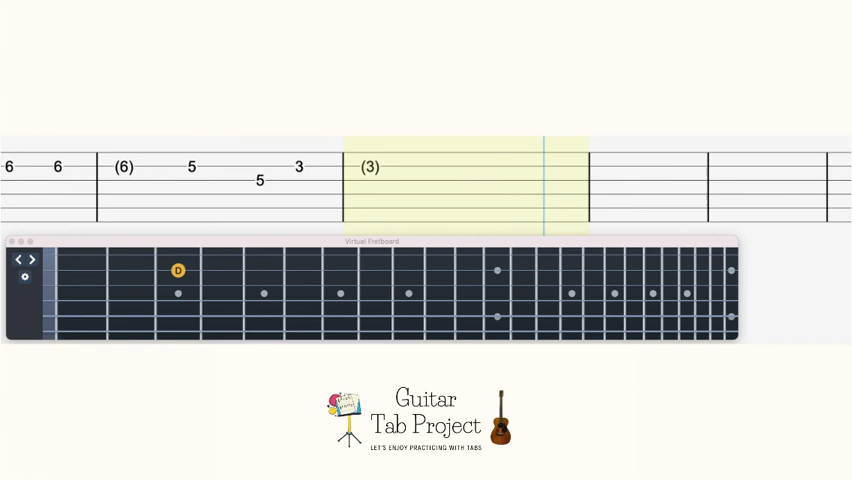 6 6 (6) 5 3 (3)
5
Virtual Fretboard
D
Guitar
Tab Project
LET'S ENJOY PRACTICING WITH TABS